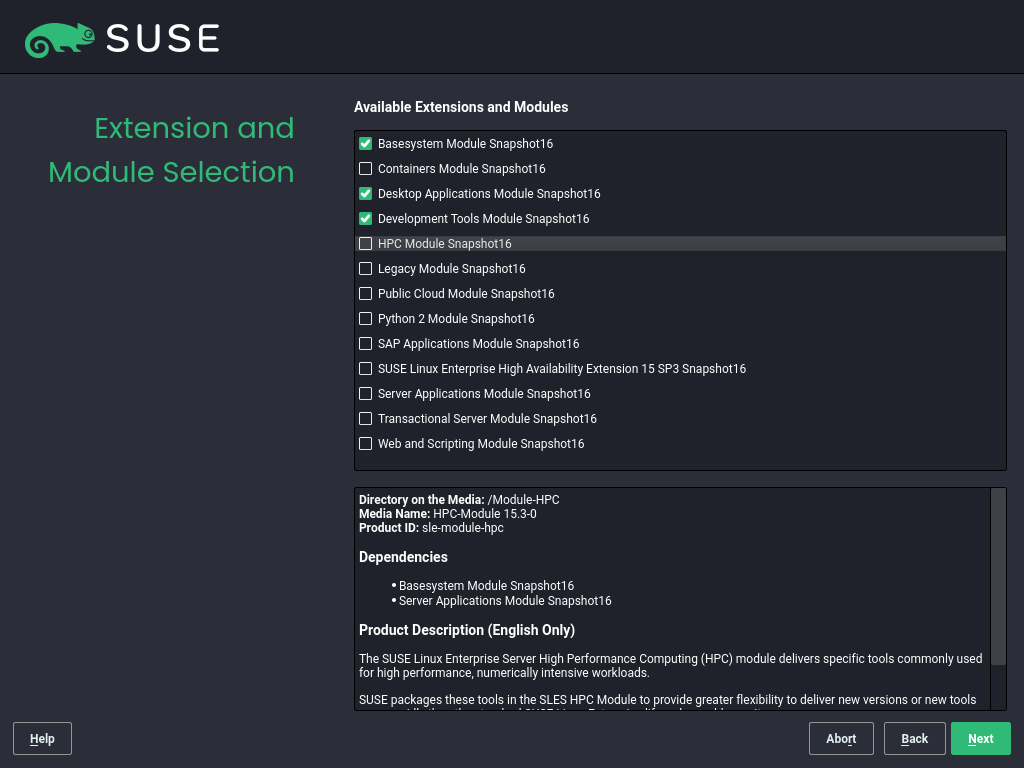 SUSE
Extension and
Module Selection
Available Extensions and Modules
Basesystem Module Snapshot16
Containers Module Snapshot16
Desktop Applications Module Snapshot16
Development Tools Module Snapshot16
HPC Module Snapshot16
Legacy Module Snapshot16
Public Cloud Module Snapshot16
Python 2 Module Snapshot16
SAP Applications Module Snapshot16
SUSE Linux Enterprise High Availability Extension 15 SP3 Snapshot16
Server Applications Module Snapshot16
Transactional Server Module Snapshot16
Web and Scripting Module Snapshot16
Directory on the Media: /Module-HPC
Media Name: HPC-Module 15.3-0
Product ID: sle-module-hpc
Dependencies
• Basesystem Module Snapshot16
• Server Applications Module Snapshot16
Product Description (English Only)
The SUSE Linux Enterprise Server High Performance Computing (HPC) module delivers specific tools commonly used
for high performance, numerically intensive workloads.
SUSE packages these tools in the SLES HPC Module to provide greater flexibility to deliver new versions or new tools
Help
Abort
Back
Next